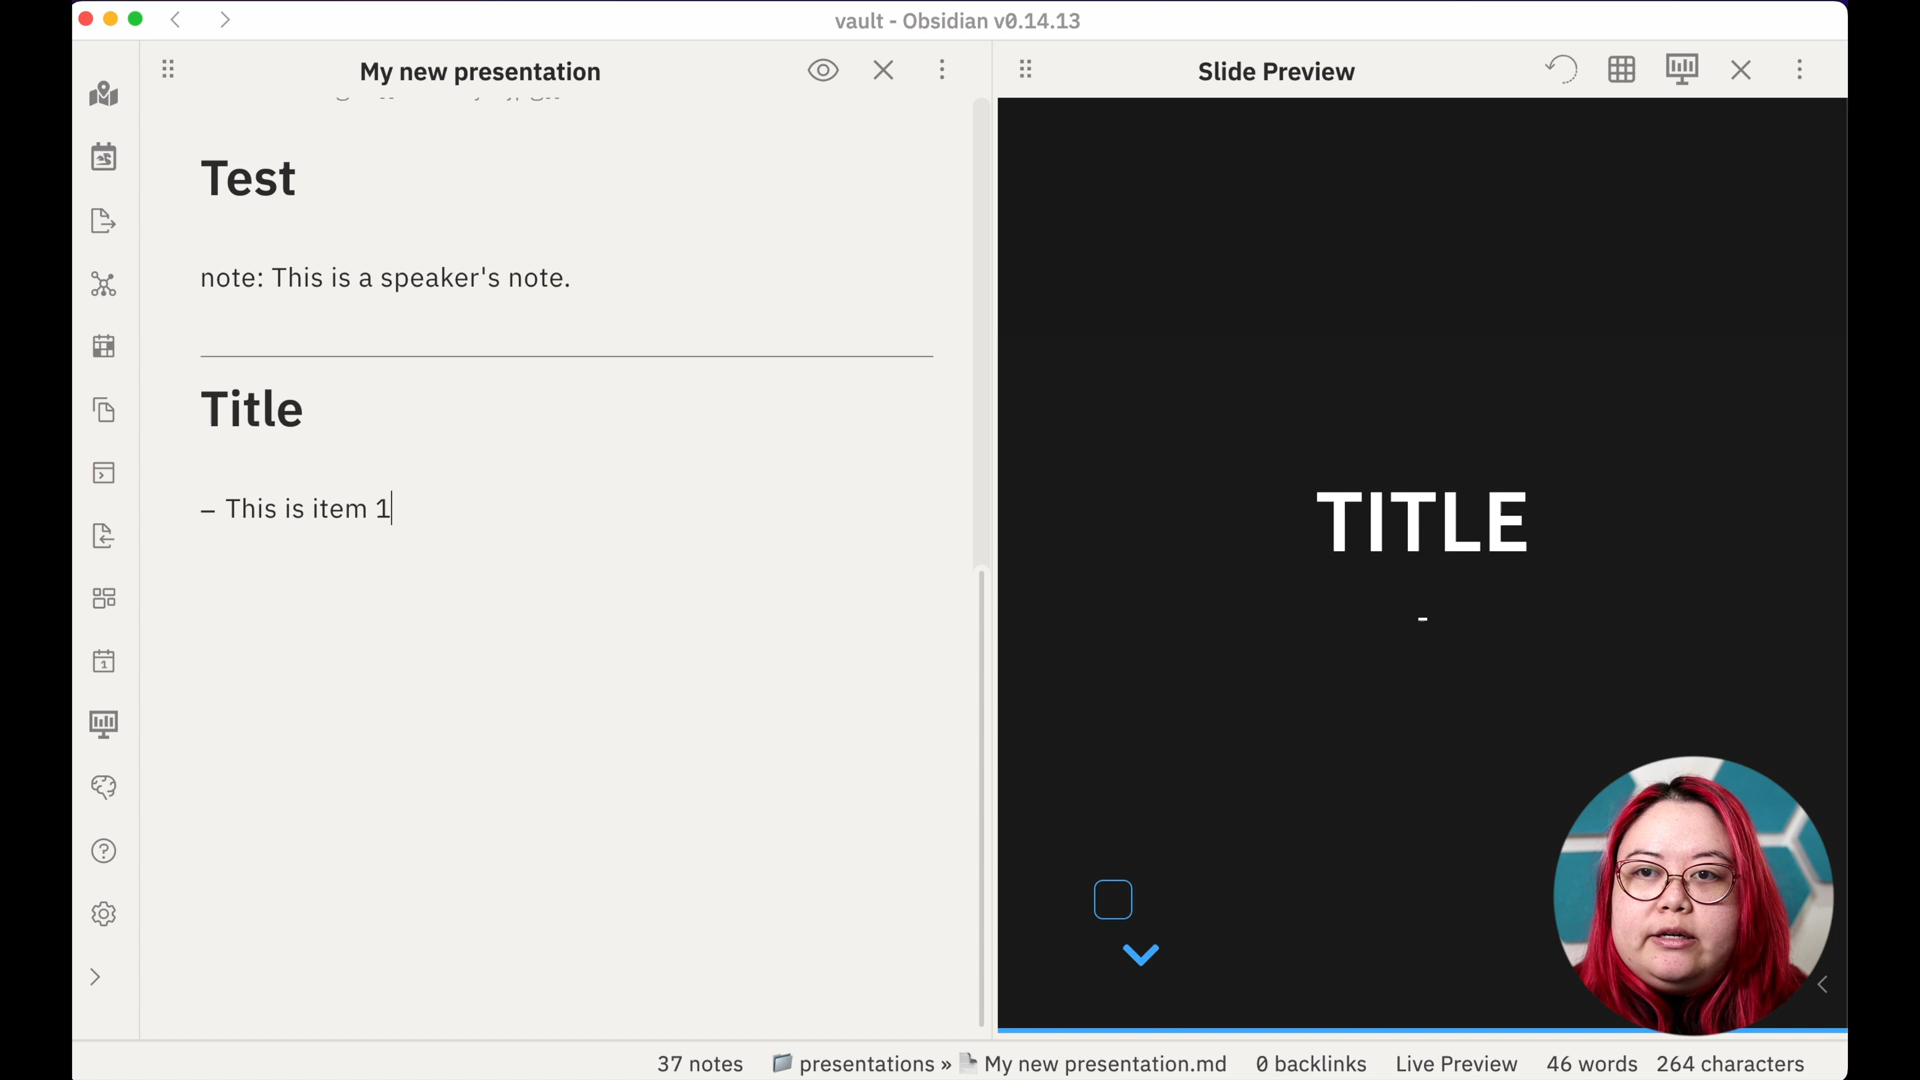 vault - Obsidian v0.14.13
My new presentation
Slide Preview
Test
note: This is a speaker's note.
Title
– This is item 1
TITLE
-
37 notes
presentations » My new presentation.md
0 backlinks
Live Preview
46 words
264 characters